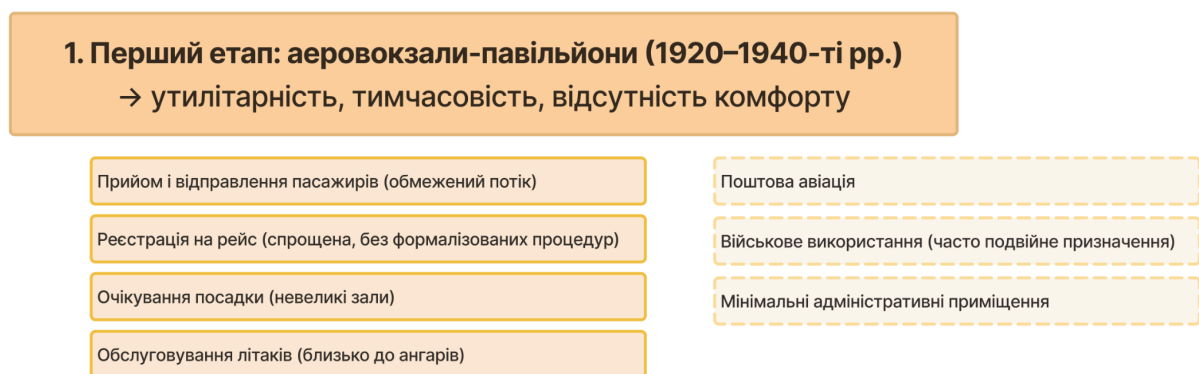 1. Перший етап: аеровокзали-павільйони (1920–1940-ті рр.)
→ утилітарність, тимчасовість, відсутність комфорту
Прийом і відправлення пасажирів (обмежений потік)
Реєстрація на рейс (спрощена, без формалізованих процедур)
Очікування посадки (невеликі зали)
Обслуговування літаків (близько до ангарів)
Поштова авіація
Військове використання (часто подвійне призначення)
Мінімальні адміністративні приміщення